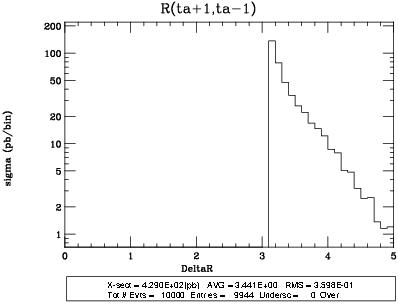 R(ta+1,ta-1)
200
100
50
20
10
5
2
1
sigma (pb/bin)
0 1 2 3 4 5
DeltaR
X-sect = 4.290E+02(pb) AVG = 3.441E+00 RMS = 3.598E-01
Tot # Evts = 10000 Entries = 9944 Undersc = 0 Over